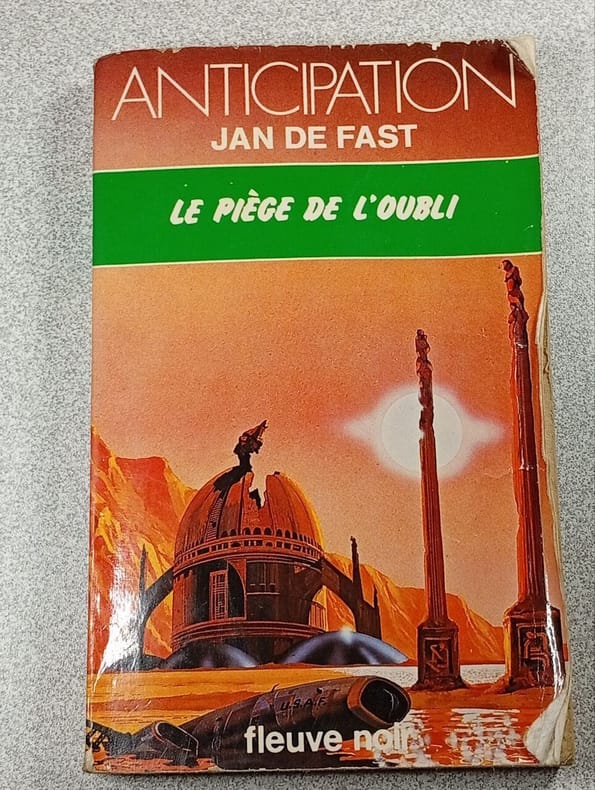 ANTICIPATION
JAN DE FAST
LE PIÈGE DE L'OUBLI
U.S.A.F.
fleuve noir